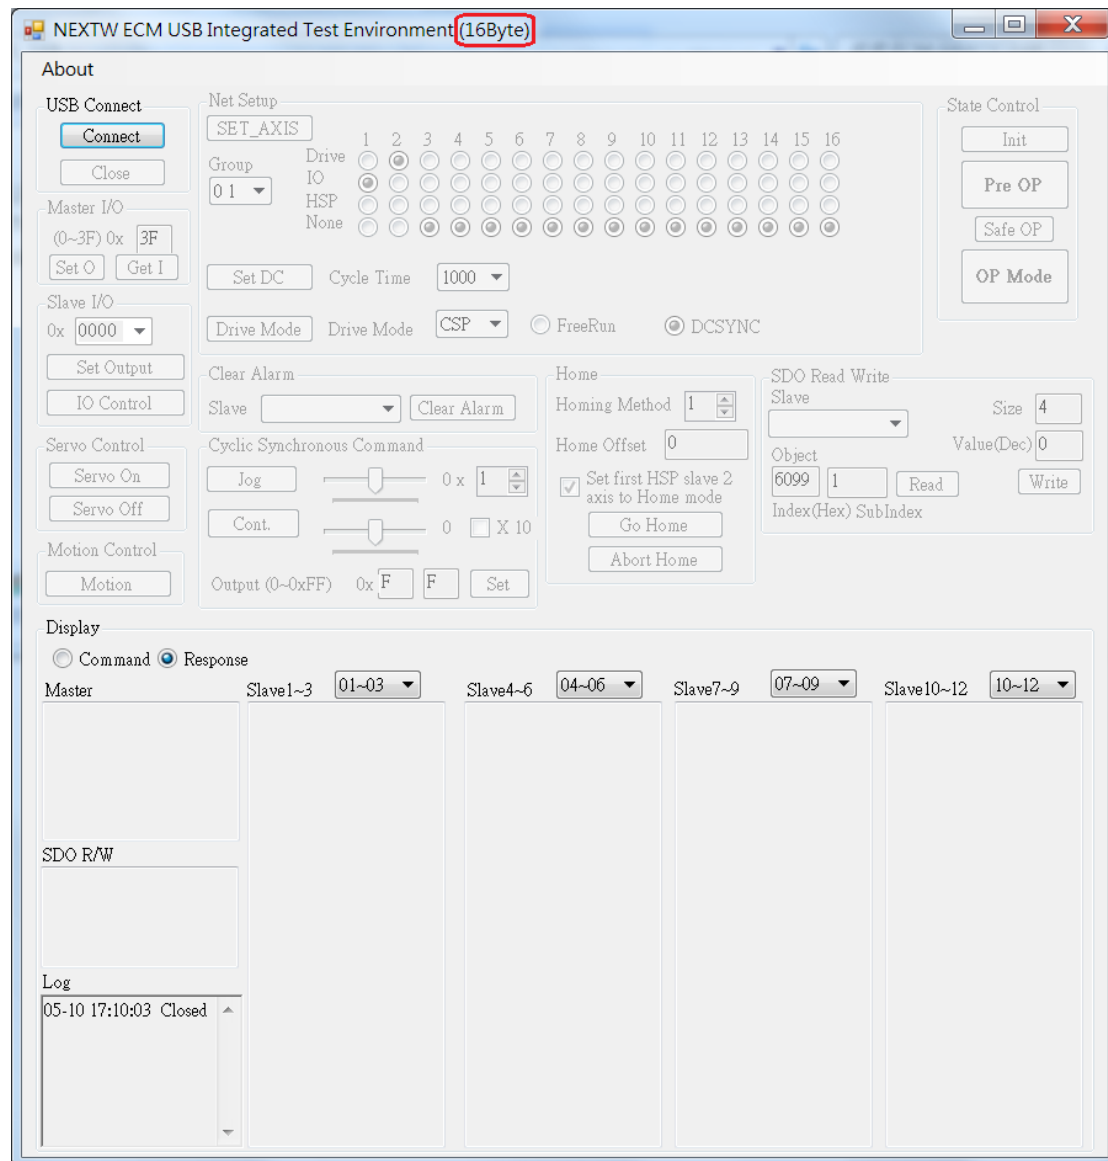 NEXTW ECM USB Integrated Test Environment (16Byte)
About
USB Connect
Connect
Close
Master I/O
(0~3F) 0x 3F
Set O Get I
Slave I/O
0x 0000
Set Output
IO Control
Servo Control
Servo On
Servo Off
Motion Control
Motion
Net Setup
SET_AXIS
1 2 3 4 5 6 7 8 9 10 11 12 13 14 15 16
Group
0 1
Drive
IO
HSP
None
Set DC Cycle Time 1000
Drive Mode Drive Mode CSP FreeRun DCSYNC
State Control
Init
Pre OP
Safe OP
OP Mode
Clear Alarm
Slave Clear Alarm
Cyclic Synchronous Command
Jog 0 x 1
Cont. 0 X 10
Output (0~0xFF) 0x F F Set
Home
Homing Method 1
Home Offset 0
Set first HSP slave 2
axis to Home mode
Go Home
Abort Home
SDO Read Write
Slave
Size 4
Value(Dec) 0
Object
6099 1 Read Write
Index(Hex) SubIndex
Display
Command Response
Master Slave1~3 01~03 Slave4~6 04~06 Slave7~9 07~09 Slave10~12 10~12
SDO R/W
Log
05-10 17:10:03 Closed